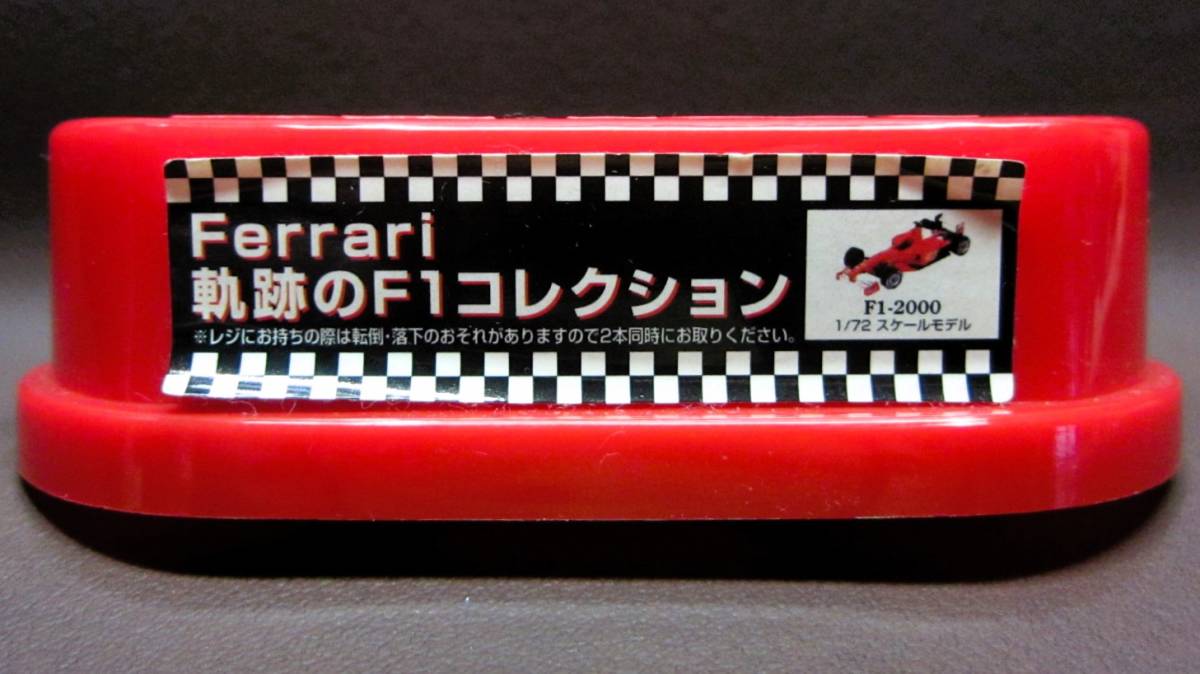 Ferrari
軌跡のF1コレクション
※レジにお持ちの際は転倒・落下のおそれがありますので2本同時にお取りください。
F1-2000
1/72 スケールモデル